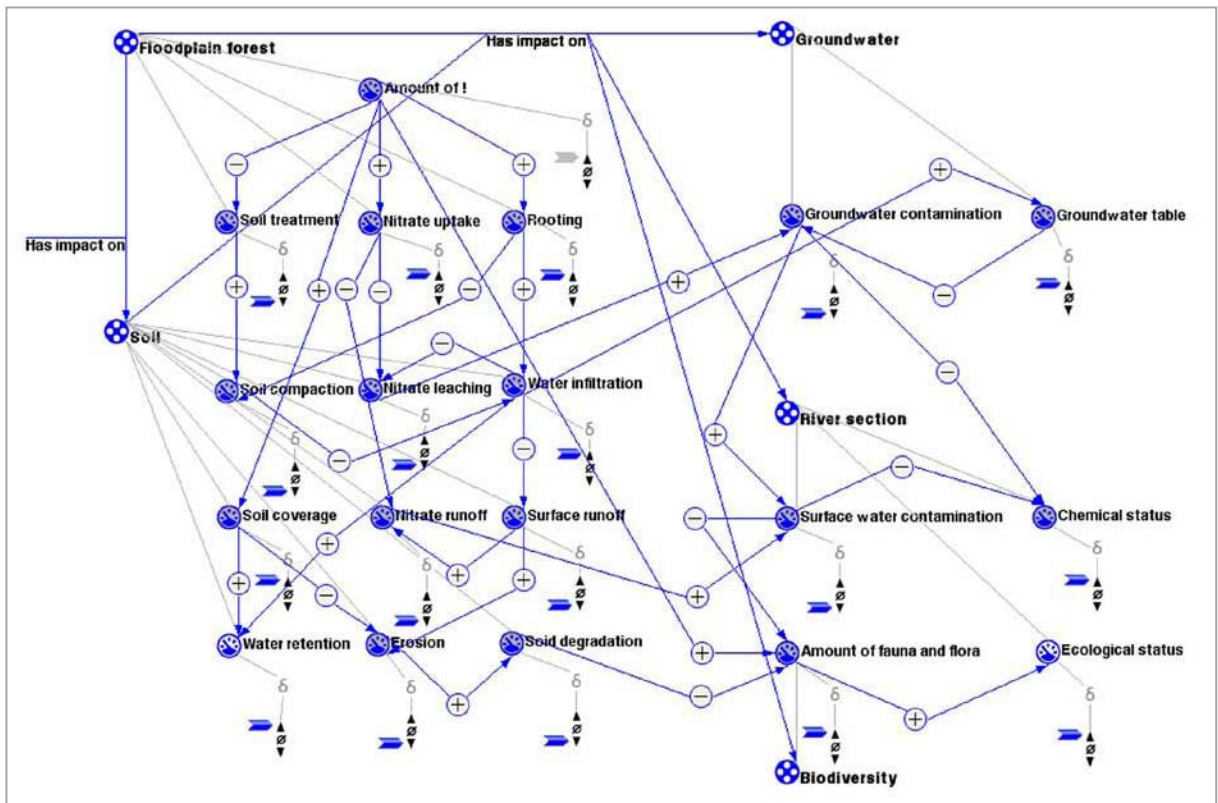 Floodplain forest
Has impact on
Groundwater
Amount of !
δ
Soil treatment
Nitrate uptake
Rooting
Groundwater contamination
Groundwater table
Has impact on
δ
δ
δ
δ
δ
Soil
Soil compaction
Nitrate leaching
Water infiltration
River section
δ
δ
δ
Soil coverage
Nitrate runoff
Surface runoff
Surface water contamination
Chemical status
δ
δ
δ
δ
δ
Water retention
Erosion
Soid degradation
Amount of fauna and flora
Ecological status
δ
δ
δ
δ
δ
Biodiversity